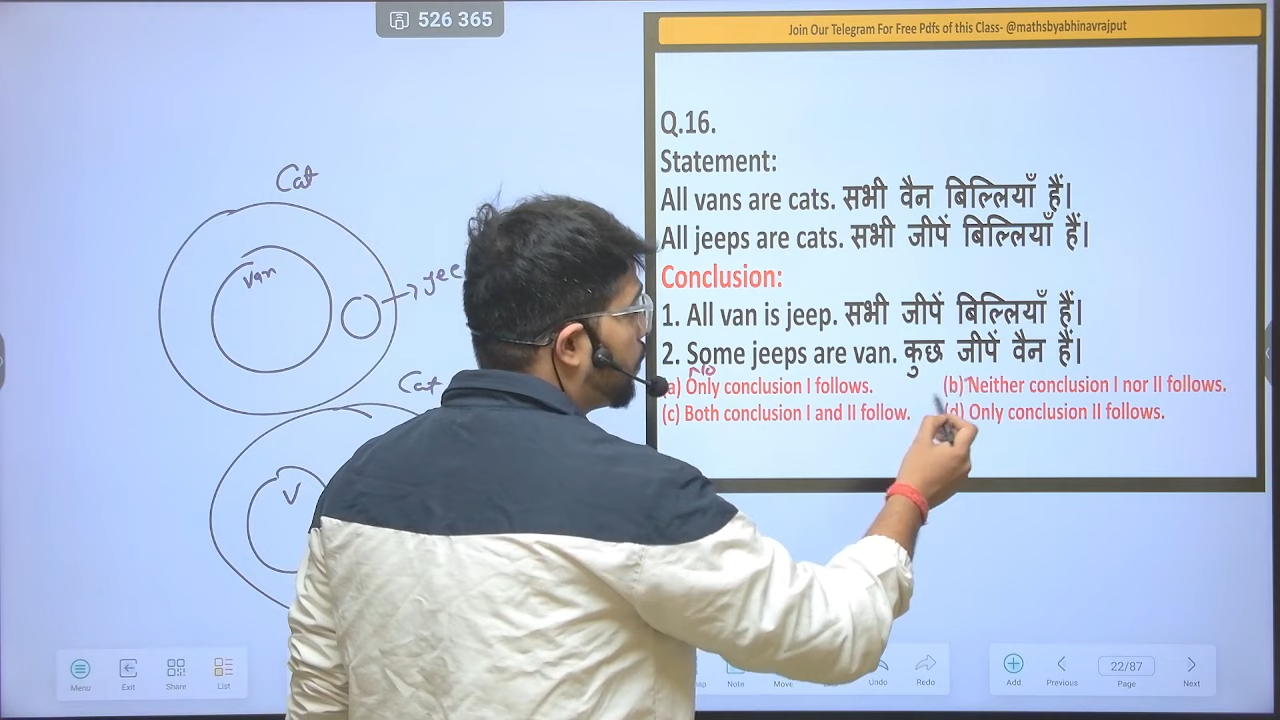 526 365
Join Our Telegram For Free Pdfs of this Class- @mathsbyabhinavrajput
Q.16.
Statement:
All vans are cats. सभी वैन बिल्लियाँ हैं।
All jeeps are cats. सभी जीपें बिल्लियाँ हैं।
Conclusion:
1. All van is jeep. सभी जीपें बिल्लियाँ हैं।
2. Some jeeps are van. कुछ जीपें वैन हैं।
No
(a) Only conclusion I follows. (b) Neither conclusion I nor II follows.
(c) Both conclusion I and II follow. (d) Only conclusion II follows.
Cat
Van
Cat
V
Menu Exit Share List
Note Move Undo Redo
Add Previous 22/87 Page Next